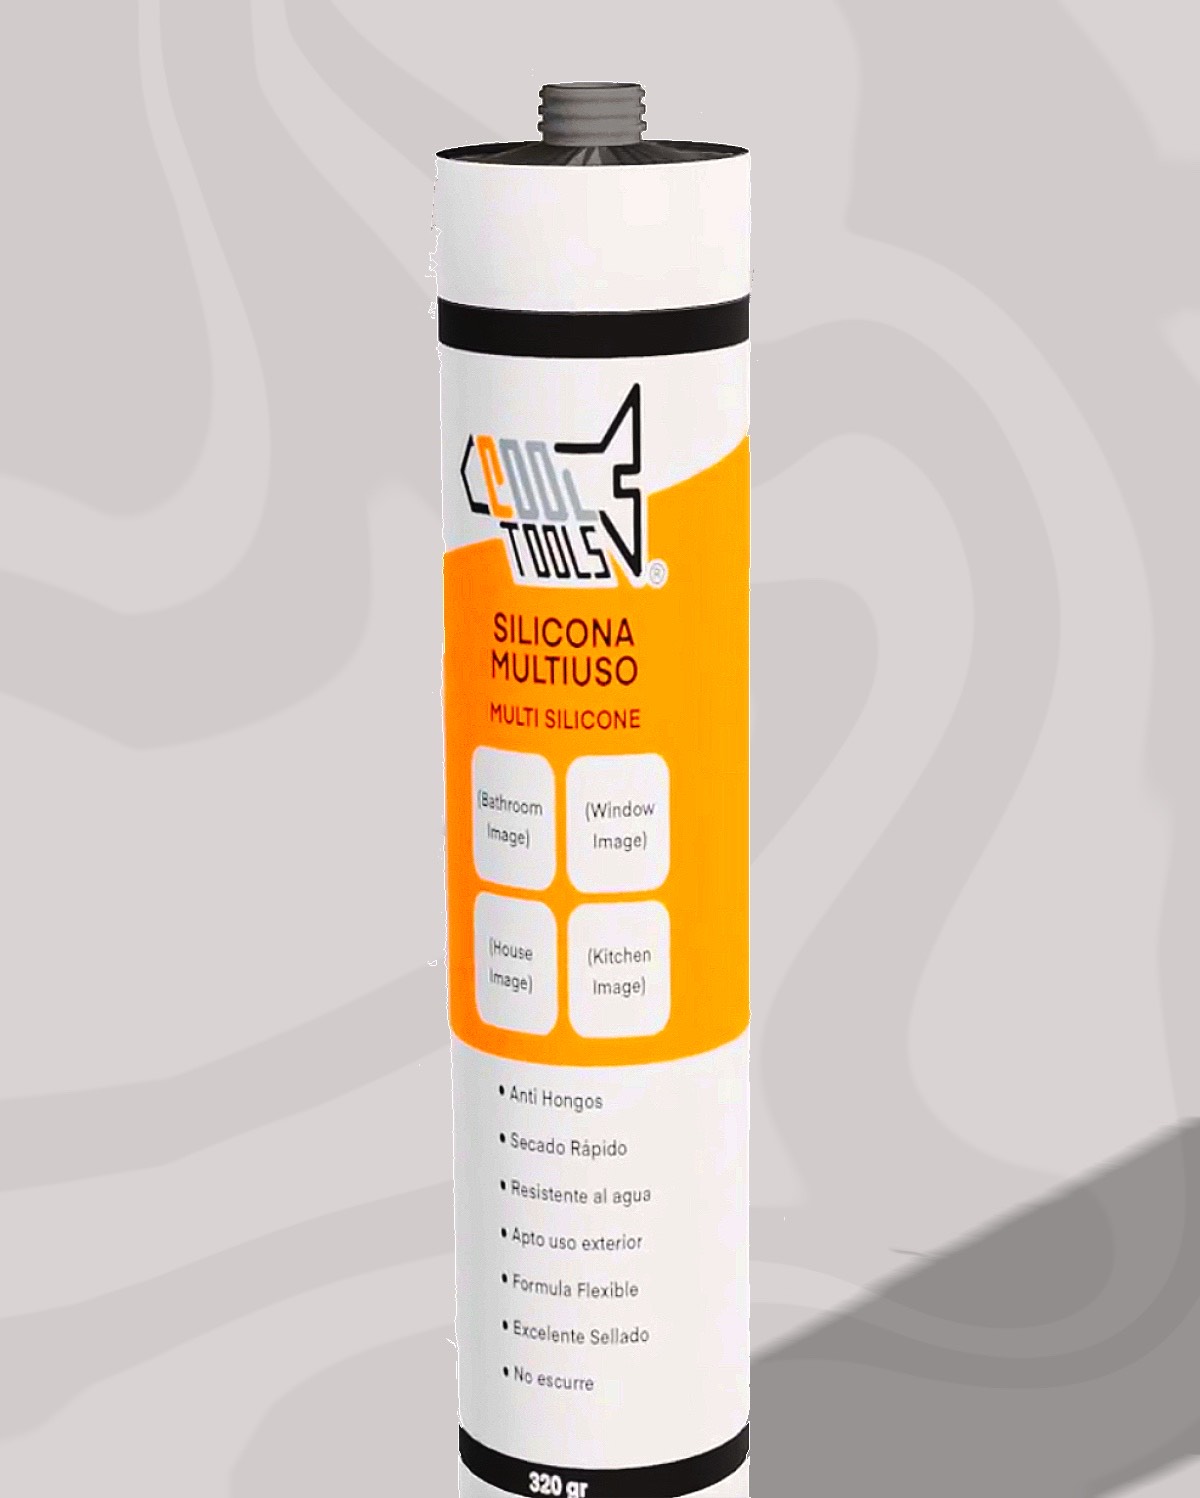 COOL
TOOLS
®
SILICONA
MULTIUSO
MULTI SILICONE
(Bathroom
Image)
(Window
Image)
(House
Image)
(Kitchen
Image)
• Anti Hongos
• Secado Rápido
• Resistente al agua
• Apto uso exterior
• Formula Flexible
• Excelente Sellado
• No escurre
320 gr